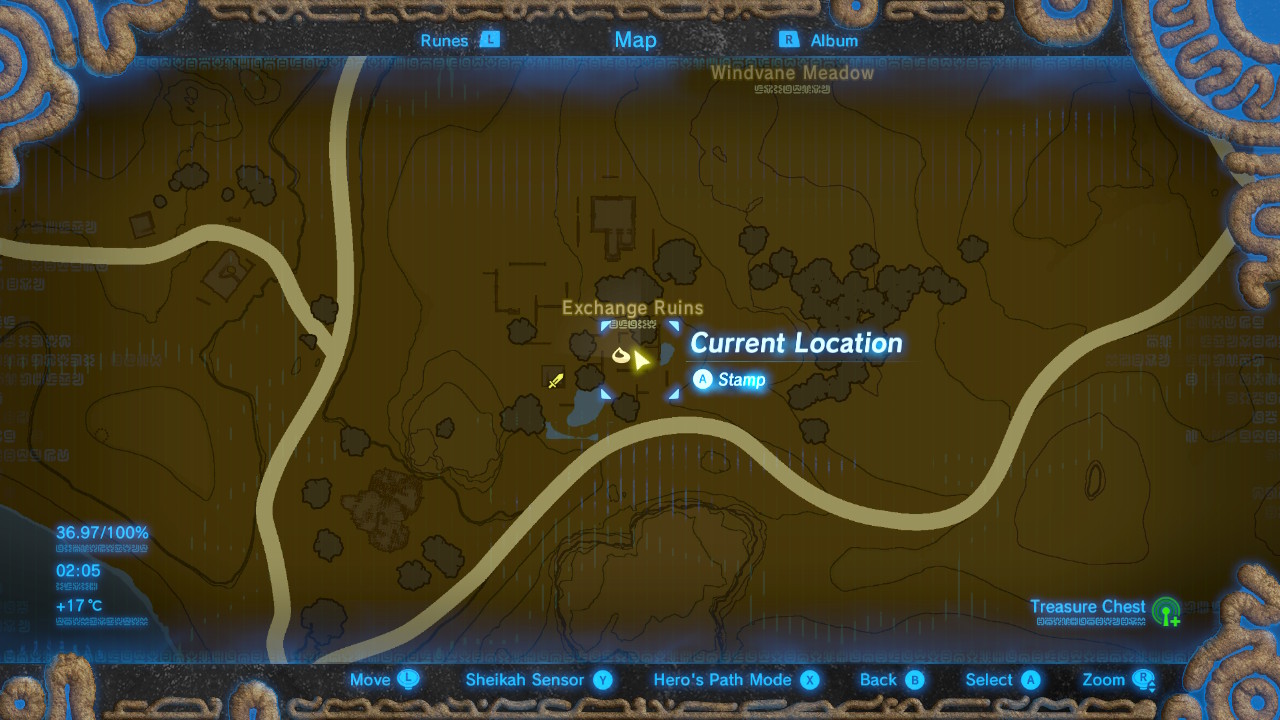 Runes L
Map
R Album
Windvane Meadow
Exchange Ruins
Current Location
A Stamp
36.97/100%
02:05
+17°C
Treasure Chest
Move L
Sheikah Sensor Y
Hero's Path Mode X
Back B
Select A
Zoom R